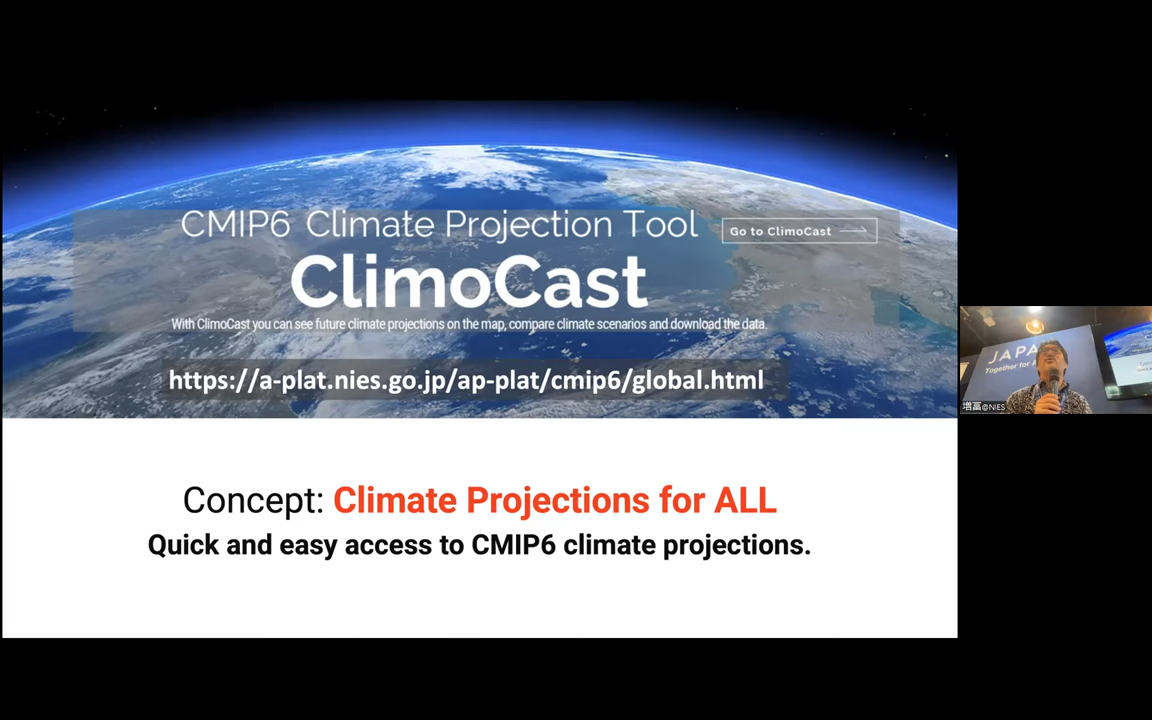 CMIP6 Climate Projection Tool
Go to ClimoCast
ClimoCast
With ClimoCast you can see future climate projections on the map, compare climate scenarios and download the data.
https://a-plat.nies.go.jp/ap-plat/cmip6/global.html
Concept: Climate Projections for ALL
Quick and easy access to CMIP6 climate projections.
JAPA
Together for A
増冨@NIES